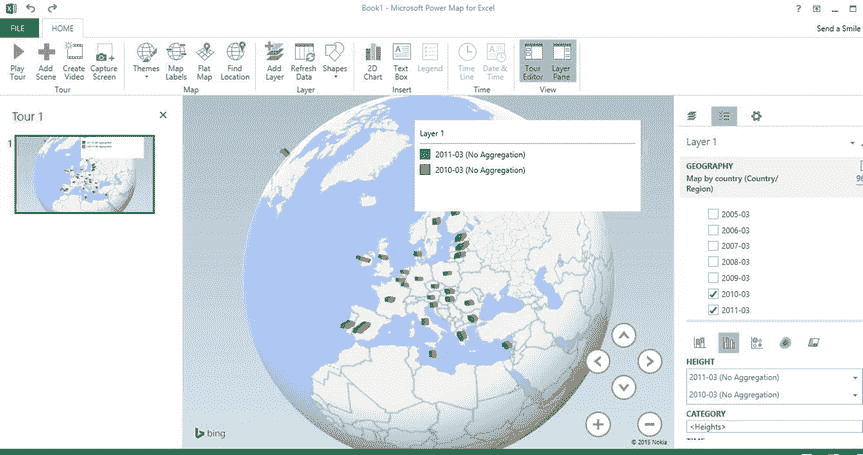 Book1 - Microsoft Power Map for Excel
FILE
HOME
Send a Smile
Play Tour
Add Scene
Create Video
Capture Screen
Themes
Map Labels
Flat Map
Find Location
Add Layer
Refresh Data
Shapes
2D Chart
Text Box
Legend
Time Line
Date & Time
Tour Editor
Layer Pane
Tour
Map
Layer
Insert
Time
View
Tour 1
1
Layer 1
2011-03 (No Aggregation)
2010-03 (No Aggregation)
bing
© 2015 Nokia
Layer 1
GEOGRAPHY
Map by country (Country/
Region)
2005-03
2006-03
2007-03
2008-03
2009-03
2010-03
2011-03
HEIGHT
2011-03 (No Aggregation)
2010-03 (No Aggregation)
CATEGORY
<Heights>